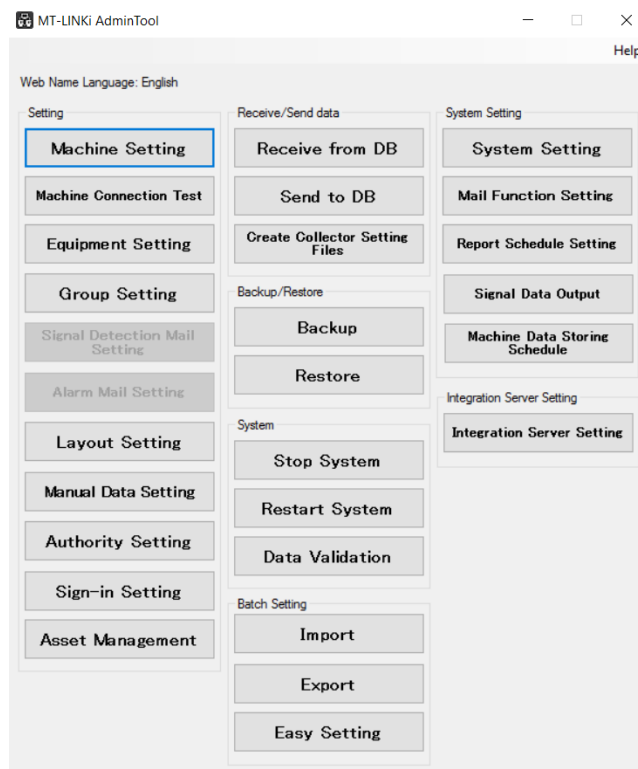 MT-LINKi AdminTool
Help
Web Name Language: English
Setting
Machine Setting
Machine Connection Test
Equipment Setting
Group Setting
Signal Detection Mail
Setting
Alarm Mail Setting
Layout Setting
Manual Data Setting
Authority Setting
Sign-in Setting
Asset Management
Receive/Send data
Receive from DB
Send to DB
Create Collector Setting
Files
Backup/Restore
Backup
Restore
System
Stop System
Restart System
Data Validation
Batch Setting
Import
Export
Easy Setting
System Setting
System Setting
Mail Function Setting
Report Schedule Setting
Signal Data Output
Machine Data Storing
Schedule
Integration Server Setting
Integration Server Setting